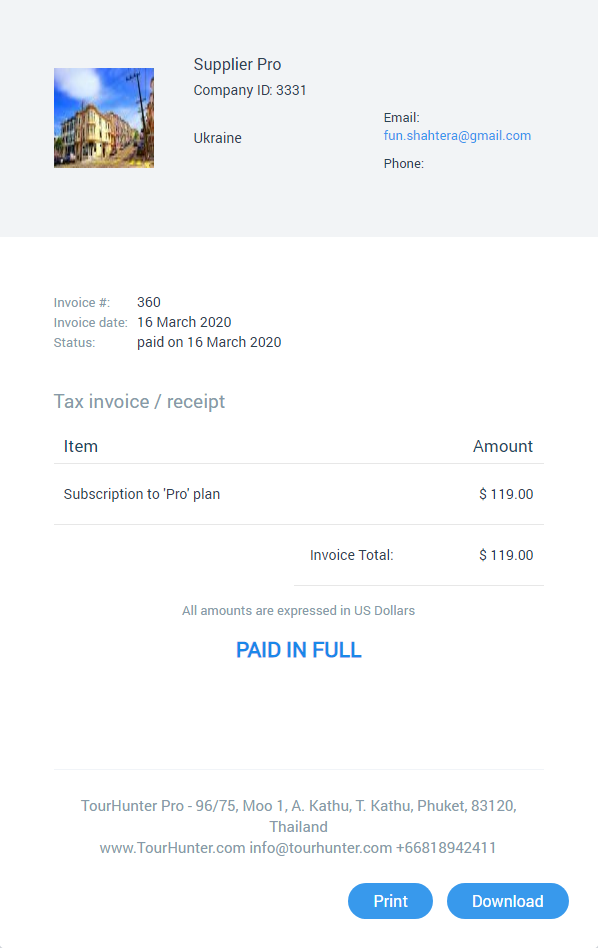 Supplier Pro
Company ID: 3331
Ukraine
Email:
fun.shahtera@gmail.com
Phone:
Invoice #: 360
Invoice date: 16 March 2020
Status: paid on 16 March 2020
Tax invoice / receipt
Item Amount
Subscription to 'Pro' plan $ 119.00
Invoice Total: $ 119.00
All amounts are expressed in US Dollars
PAID IN FULL
TourHunter Pro - 96/75, Moo 1, A. Kathu, T. Kathu, Phuket, 83120,
Thailand
www.TourHunter.com info@tourhunter.com +66818942411
Print Download